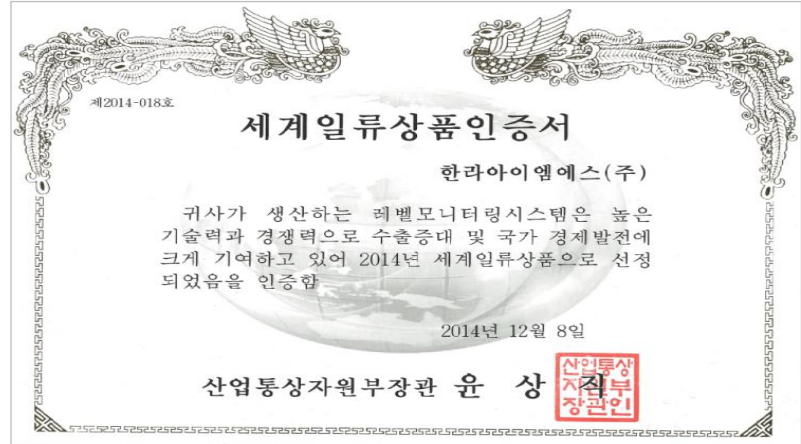 제2014-018호
세계일류상품인증서
한라아이엠에스(주)
귀사가 생산하는 레벨모니터링시스템은 높은
기술력과 경쟁력으로 수출증대 및 국가 경제발전에
크게 기여하고 있어 2014년 세계일류상품으로 선정
되었음을 인증함
2014년 12월 8일
산업통상자원부장관 윤 상 직
산업통상
자원부
장관인